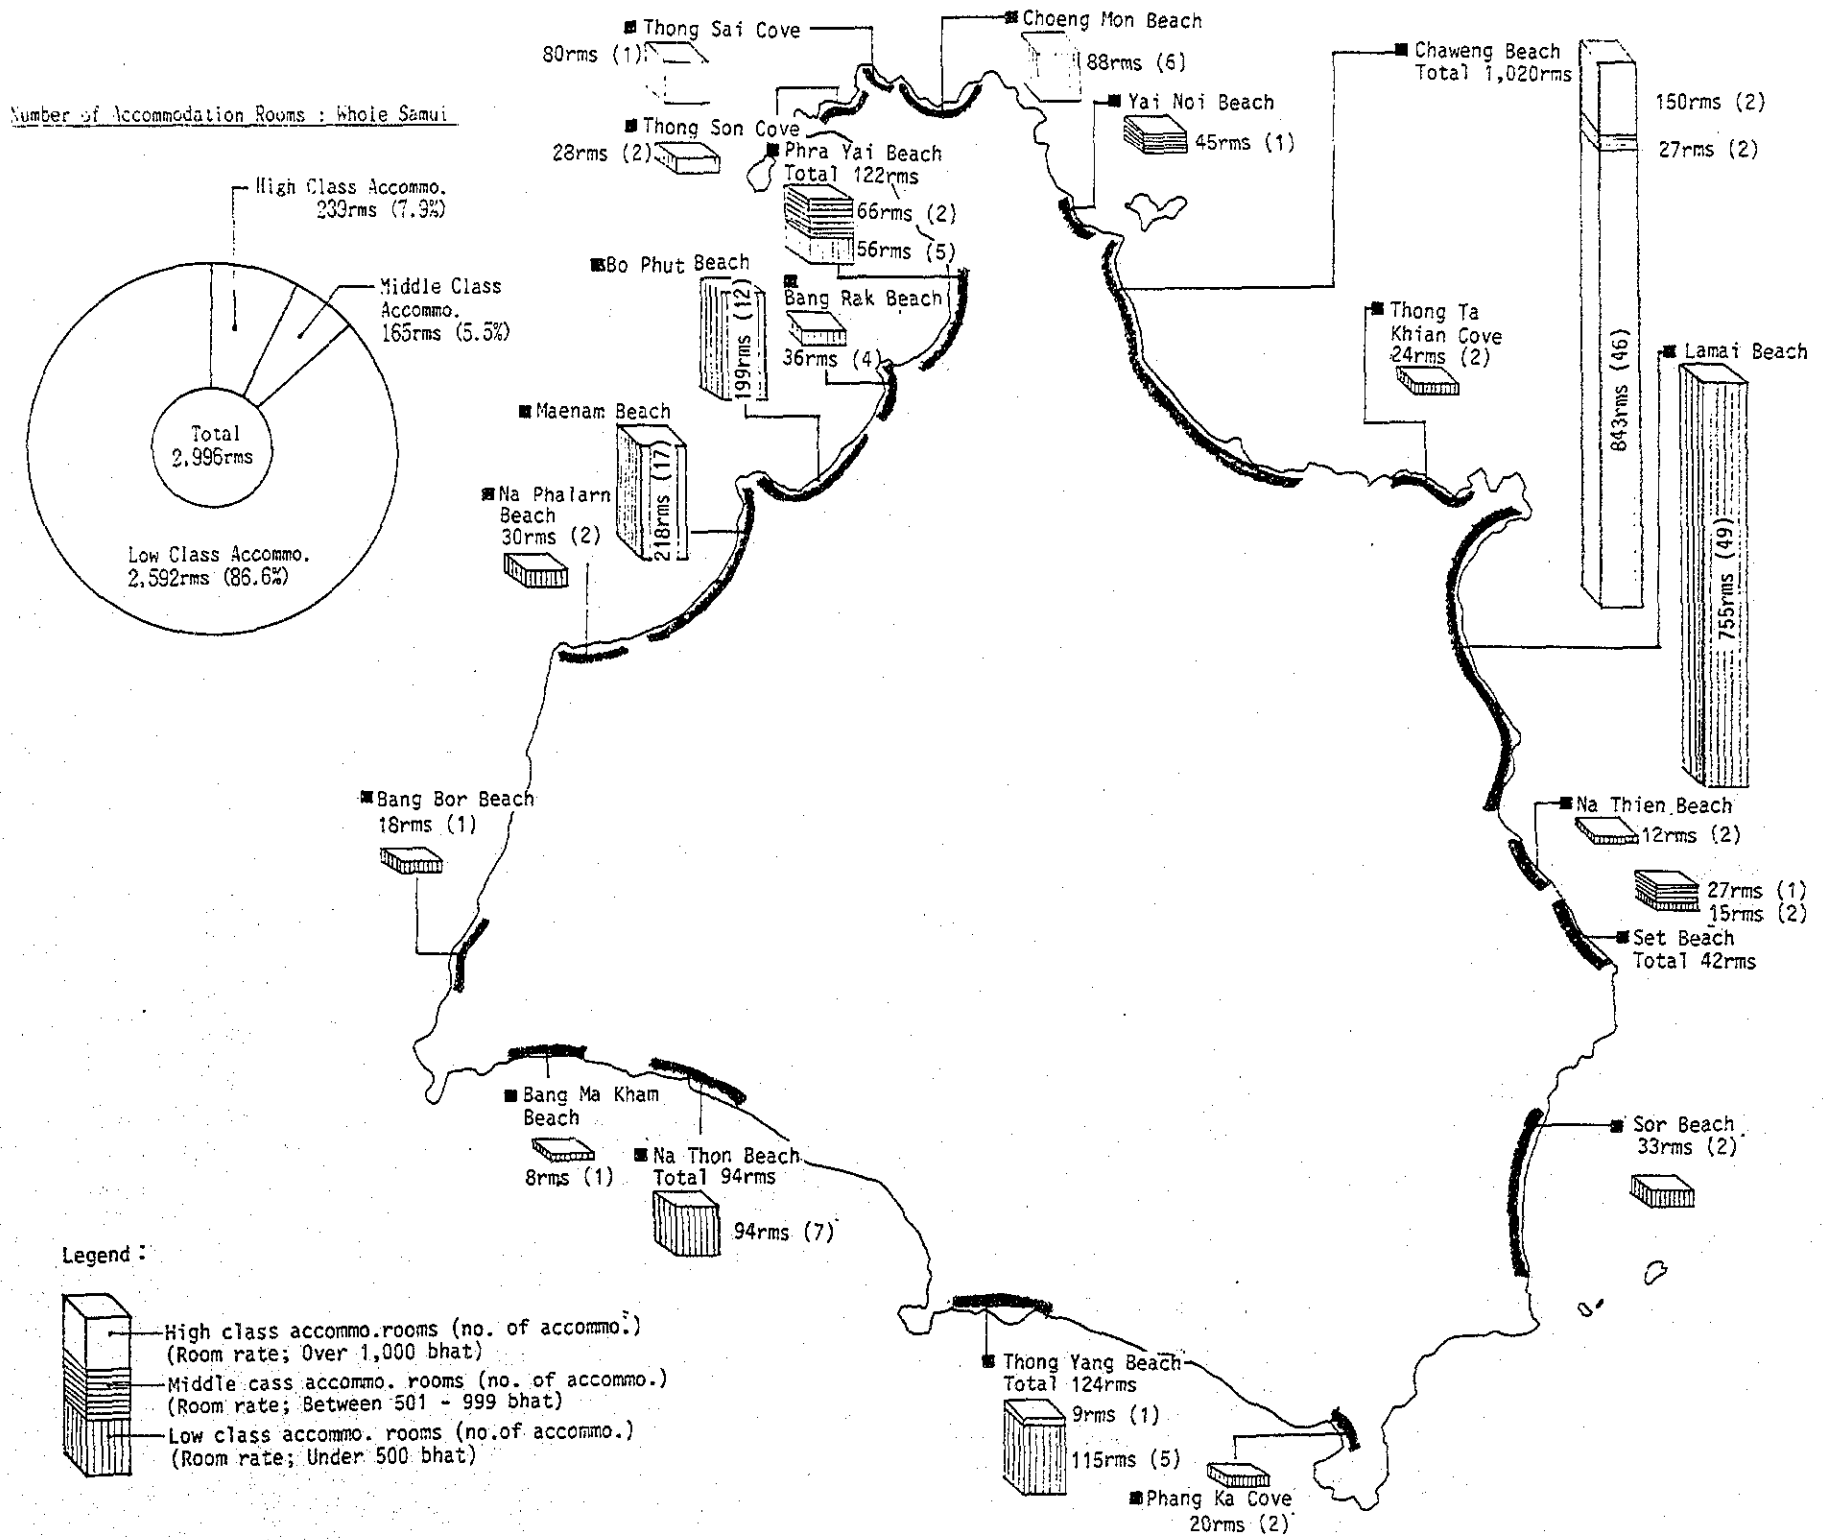 Number of Accommodation Rooms : Whole Samui
High Class Accommo.
239rms (7.9%)
Middle Class
Accommo.
165rms (5.5%)
Total
2,996rms
Low Class Accommo.
2,592rms (86.6%)
■ Thong Sai Cove
80rms (1)
■ Choeng Mon Beach
88rms (6)
■ Thong Son Cove
28rms (2)
■ Phra Yai Beach
Total 122rms
66rms (2)
56rms (5)
■ Yai Noi Beach
45rms (1)
■ Chaweng Beach
Total 1,020rms
150rms (2)
27rms (2)
843rms (46)
■ Bo Phut Beach
199rms (12)
■ Bang Rak Beach
36rms (4)
■ Thong Ta
Khian Cove
24rms (2)
■ Lamai Beach
755rms (49)
■ Maenam Beach
218rms (17)
■ Na Phalarn
Beach
30rms (2)
■ Bang Bor Beach
18rms (1)
■ Na Thien Beach
12rms (2)
27rms (1)
15rms (2)
■ Set Beach
Total 42rms
■ Bang Ma Kham
Beach
8rms (1)
■ Na Thon Beach
Total 94rms
94rms (7)
■ Sor Beach
33rms (2)
■ Thong Yang Beach
Total 124rms
9rms (1)
115rms (5)
■ Phang Ka Cove
20rms (2)
Legend :
High class accommo.rooms (no. of accommo.)
(Room rate; Over 1,000 bhat)
Middle cass accommo. rooms (no. of accommo.)
(Room rate; Between 501 - 999 bhat)
Low class accommo. rooms (no.of accommo.)
(Room rate; Under 500 bhat)